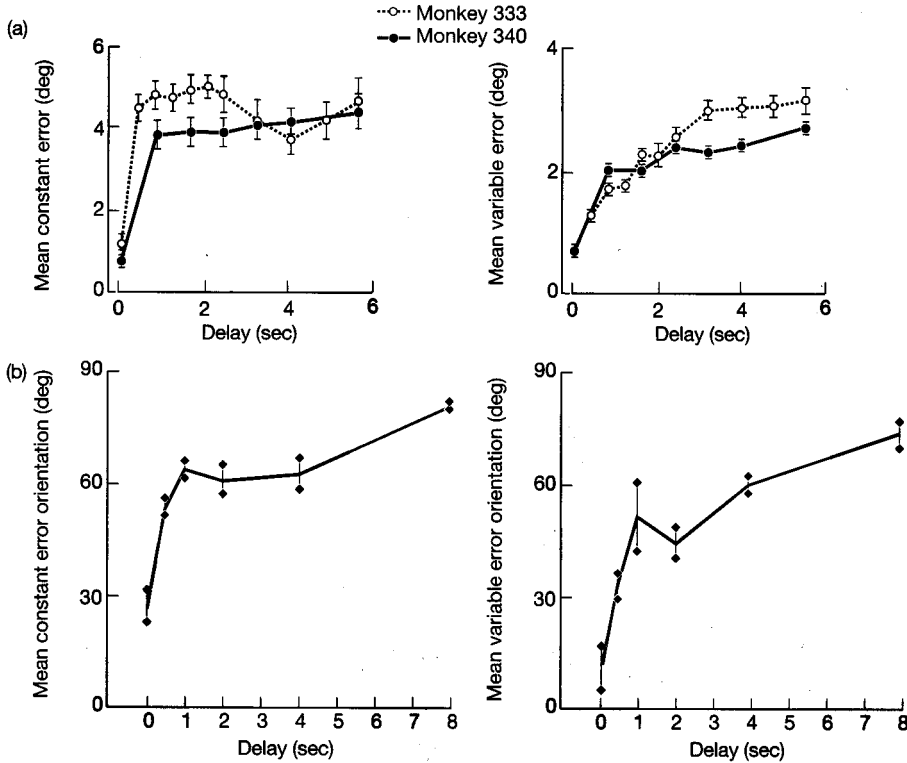 (a)
Monkey 333
Monkey 340
Mean constant error (deg)
6
4
2
0
0 2 4 6
Delay (sec)
Mean variable error (deg)
4
2
0
0 2 4 6
Delay (sec)
(b)
Mean constant error orientation (deg)
90
60
30
0
0 1 2 3 4 5 6 7 8
Delay (sec)
Mean variable error orientation (deg)
90
60
30
0
0 1 2 3 4 5 6 7 8
Delay (sec)